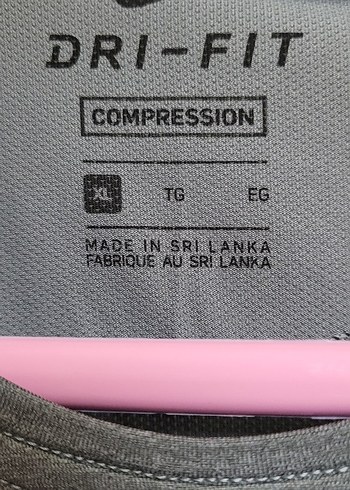 DRI-FIT
COMPRESSION
XL TG EG
MADE IN SRI LANKA
FABRIQUE AU SRI LANKA